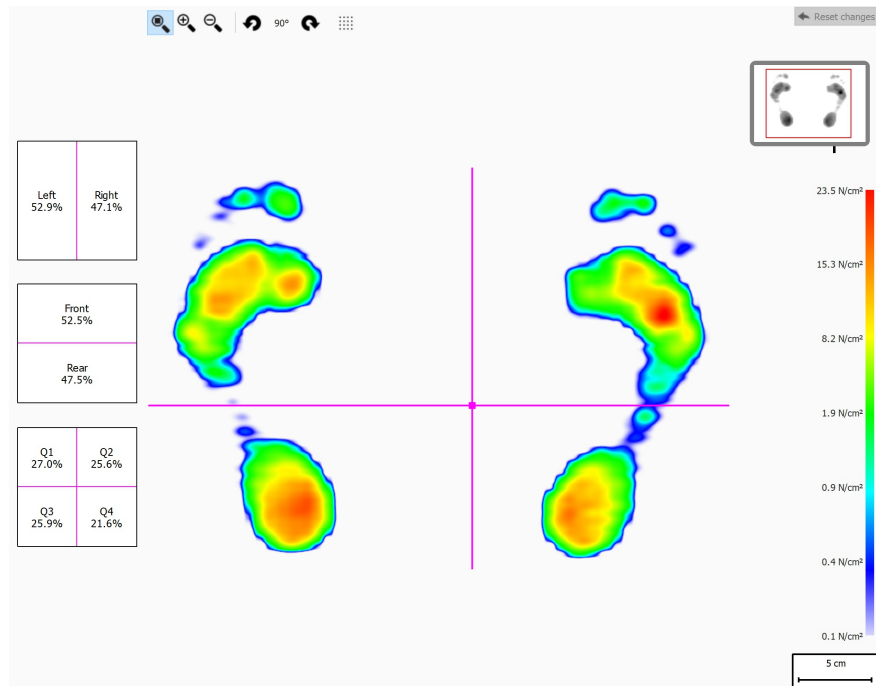 90°
Reset changes
Left
52.9%
Right
47.1%
Front
52.5%
Rear
47.5%
Q1
27.0%
Q2
25.6%
Q3
25.9%
Q4
21.6%
23.5 N/cm²
15.3 N/cm²
8.2 N/cm²
1.9 N/cm²
0.9 N/cm²
0.4 N/cm²
0.1 N/cm²
5 cm